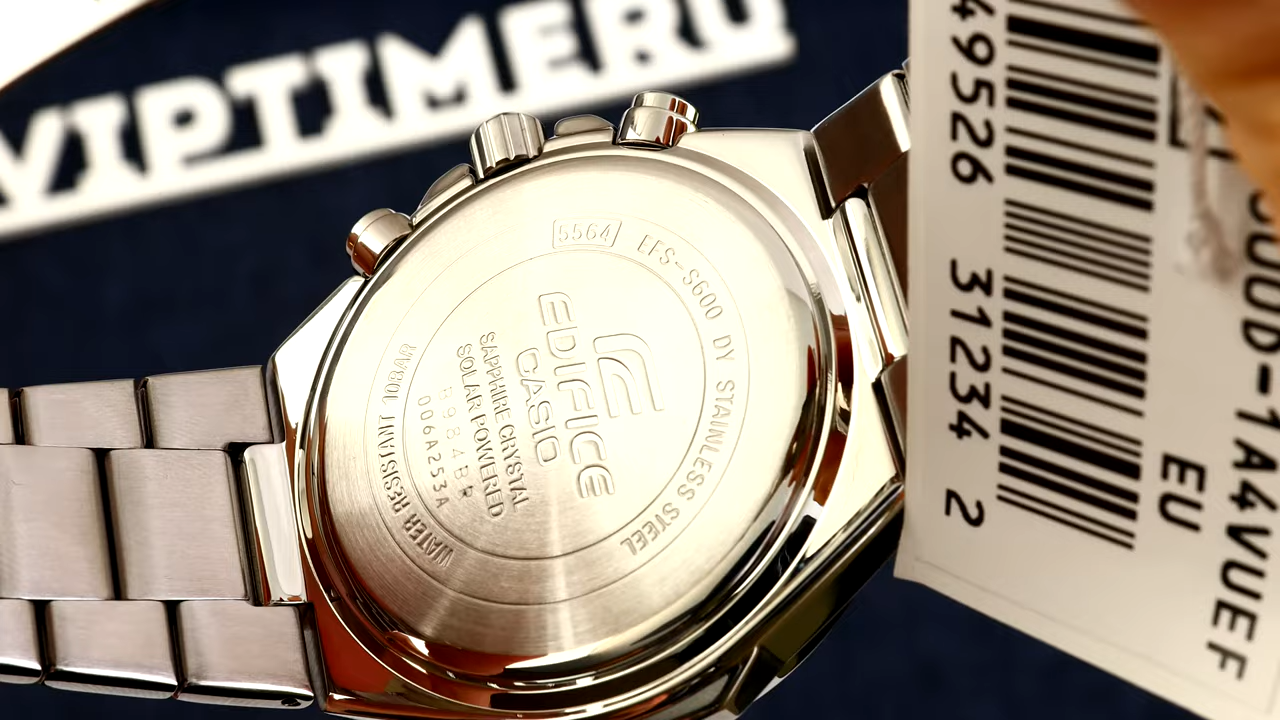 VIPTIMERU
5564
EFS-S600 DY STAINLESS STEEL
WATER RESISTANT 10BAR
EDIFICE
CASIO
SAPPHIRE CRYSTAL
SOLAR POWERED
006A253A
49526 31234 2
00D-1A4VUEF
EU